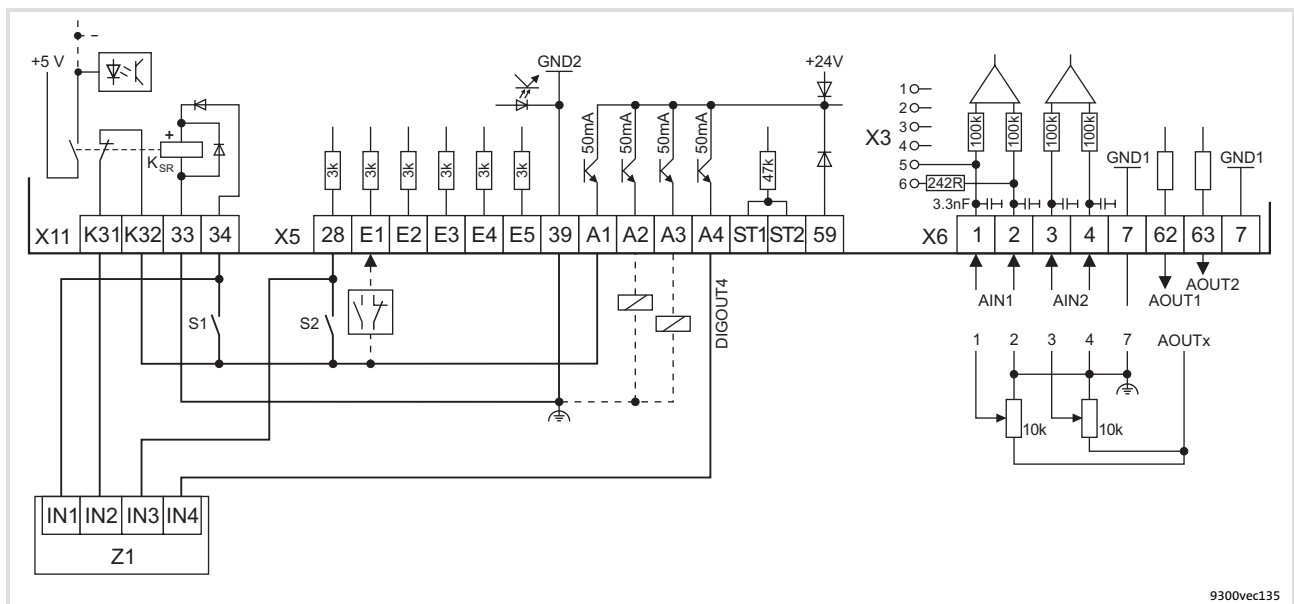 +5 V
+
K SR
GND2
+24V
3k
3k
3k
3k
3k
3k
50mA
50mA
50mA
50mA
47k
X3
1
2
3
4
5
6
242R
100k
100k
100k
100k
3.3nF
GND1
GND1
X11 K31 K32 33 34
X5 28 E1 E2 E3 E4 E5 39 A1 A2 A3 A4 ST1 ST2 59
X6 1 2 3 4 7 62 63 7
S1
S2
DIGOUT4
AIN1
AIN2
AOUT1
AOUT2
1 2 3 4 7 AOUTx
10k
10k
IN1 IN2 IN3 IN4
Z1
9300vec135